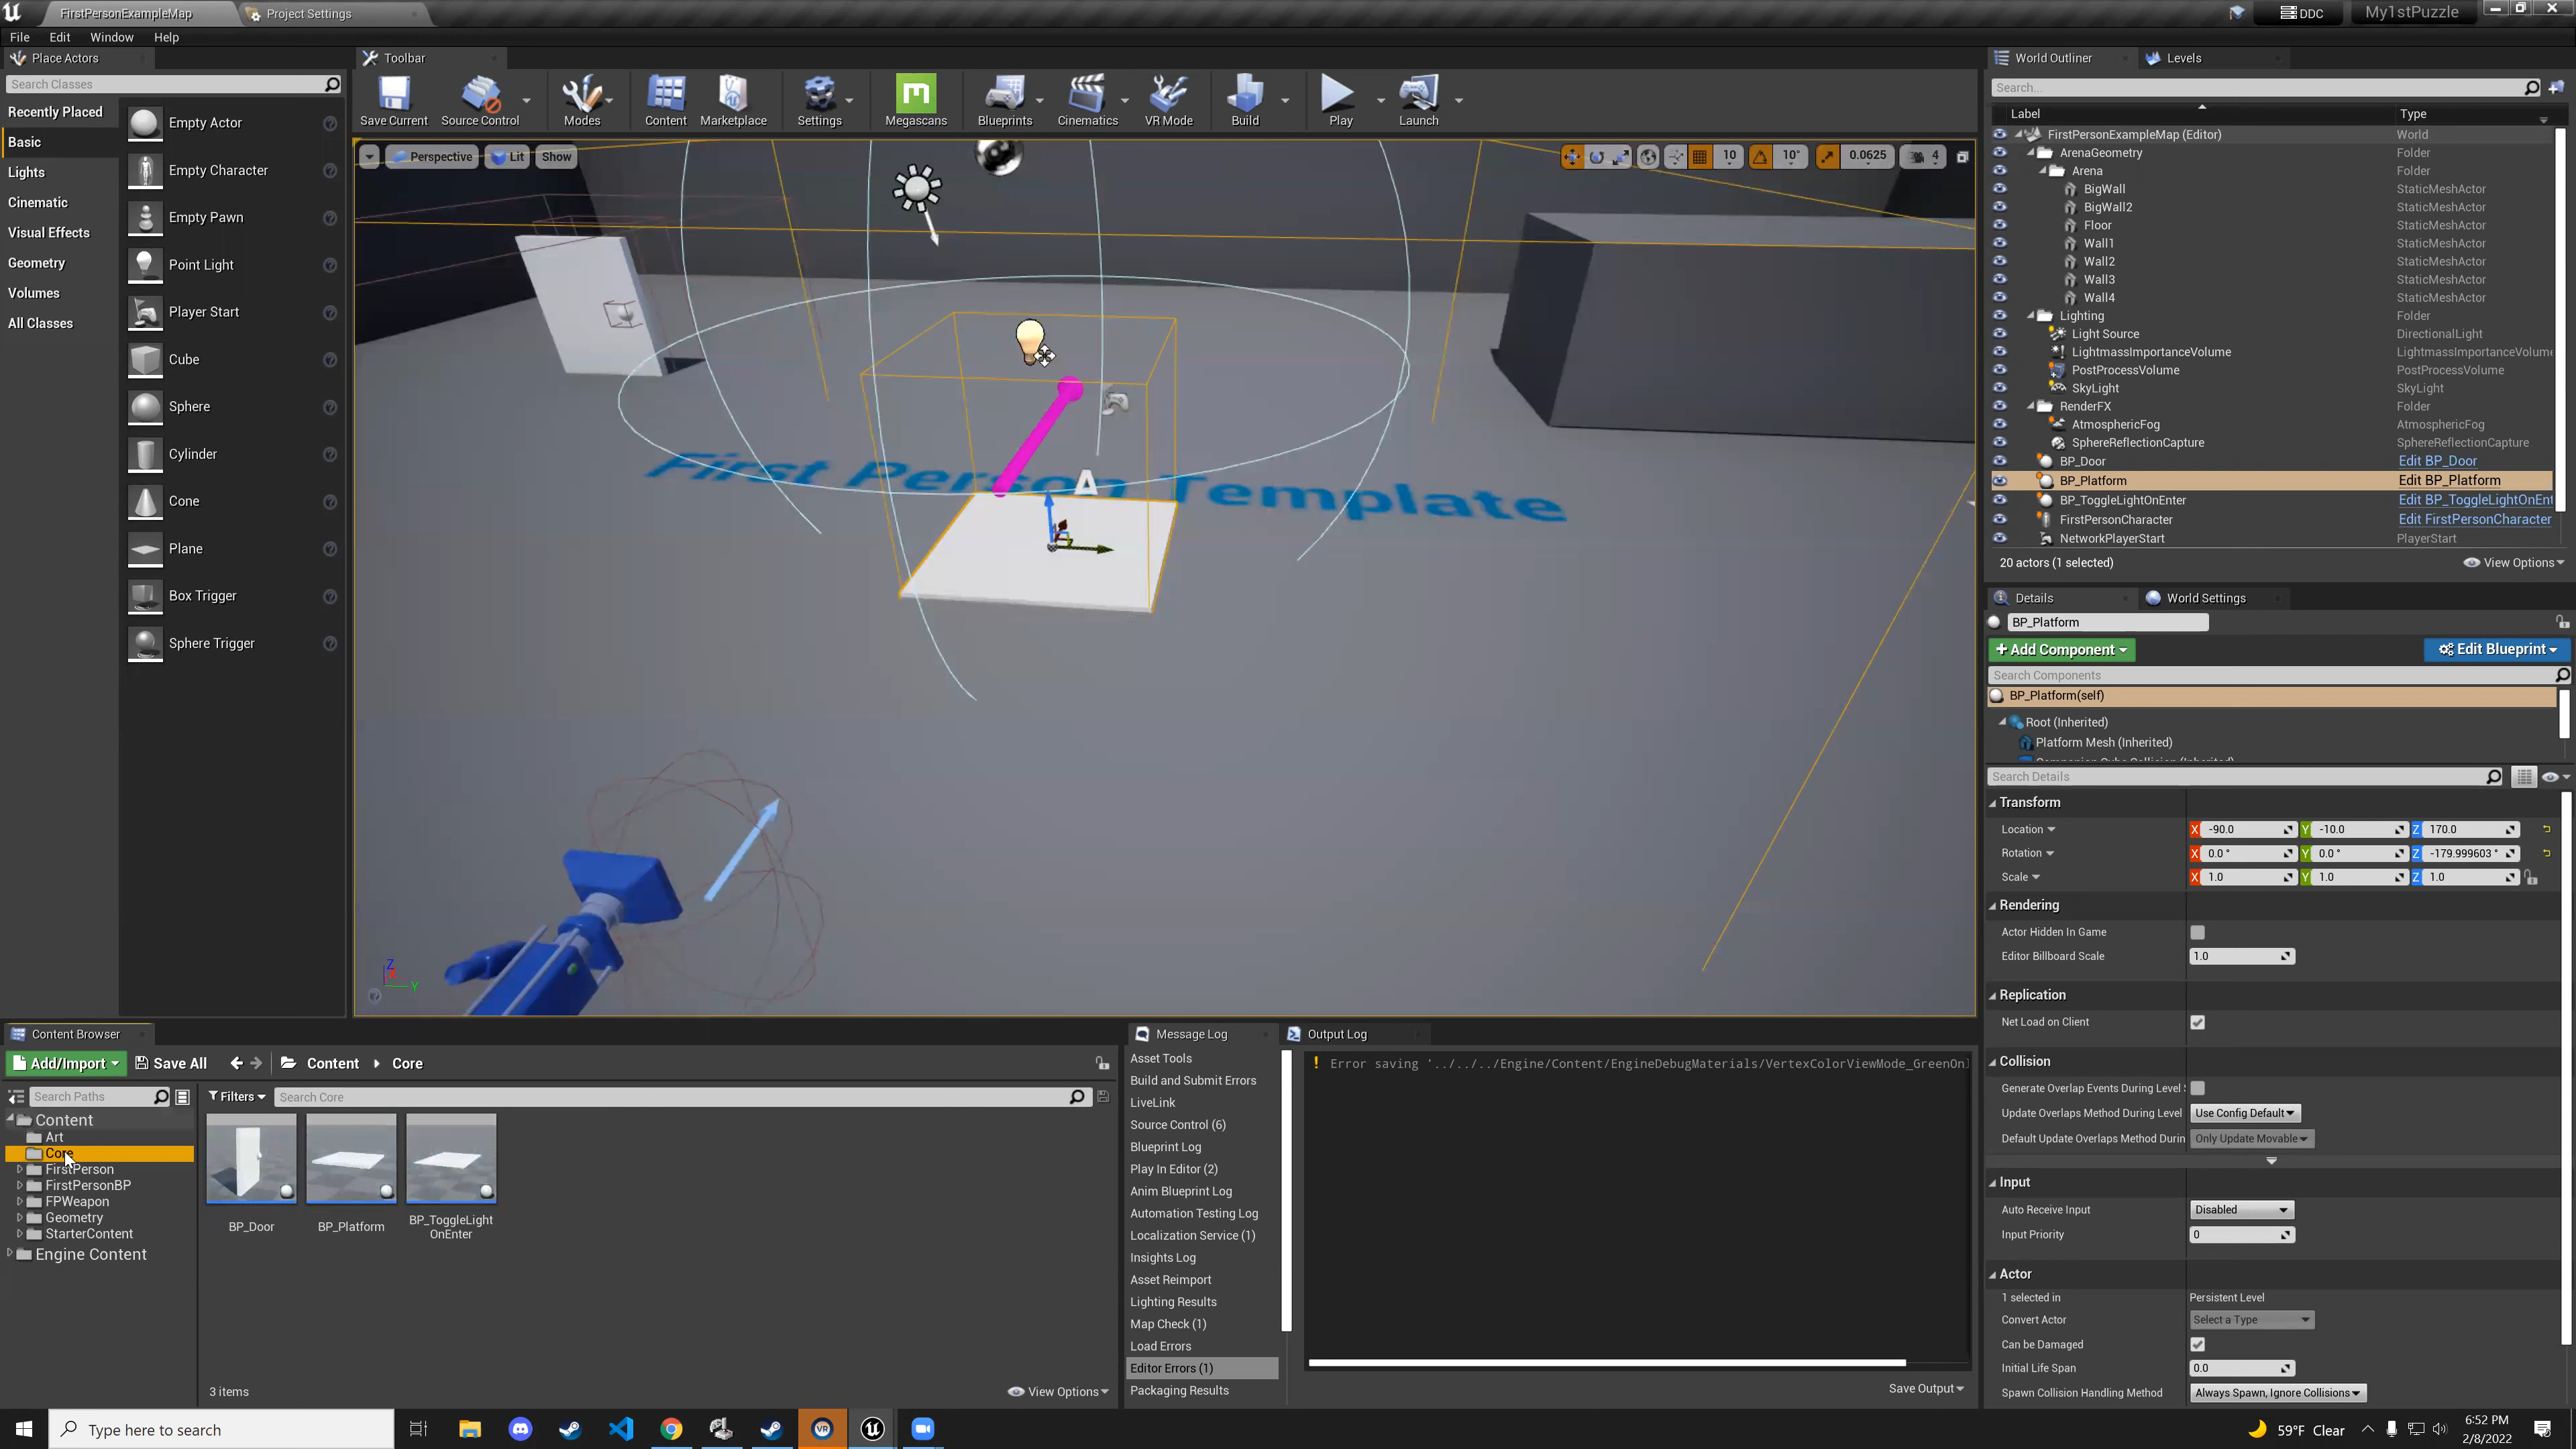 FirstPersonExampleMap
Project Settings
DDC
My1stPuzzle
File Edit Window Help
Place Actors
Search Classes
Recently Placed
Basic
Lights
Cinematic
Visual Effects
Geometry
Volumes
All Classes
Empty Actor
Empty Character
Empty Pawn
Point Light
Player Start
Cube
Sphere
Cylinder
Cone
Plane
Box Trigger
Sphere Trigger
Toolbar
Save Current
Source Control
Modes
Content
Marketplace
Settings
Megascans
Blueprints
Cinematics
VR Mode
Build
Play
Launch
Perspective Lit Show
10 10° 0.0625 4
First Person Template
A
Z
X
Y
World Outliner
Levels
Search...
Label Type
FirstPersonExampleMap (Editor) World
ArenaGeometry Folder
Arena Folder
BigWall StaticMeshActor
BigWall2 StaticMeshActor
Floor StaticMeshActor
Wall1 StaticMeshActor
Wall2 StaticMeshActor
Wall3 StaticMeshActor
Wall4 StaticMeshActor
Lighting Folder
Light Source DirectionalLight
LightmassImportanceVolume LightmassImportanceVolume
PostProcessVolume PostProcessVolume
SkyLight SkyLight
RenderFX Folder
AtmosphericFog AtmosphericFog
SphereReflectionCapture SphereReflectionCapture
BP_Door Edit BP_Door
BP_Platform Edit BP_Platform
BP_ToggleLightOnEnter Edit BP_ToggleLightOnEnt
FirstPersonCharacter Edit FirstPersonCharacter
NetworkPlayerStart PlayerStart
20 actors (1 selected) View Options
Details
World Settings
BP_Platform
+ Add Component
Edit Blueprint
Search Components
BP_Platform(self)
Root (Inherited)
Platform Mesh (Inherited)
Companion Cube Collision (Inherited)
Search Details
Transform
Location X -90.0 Y -10.0 Z 170.0
Rotation X 0.0 ° Y 0.0 ° Z -179.999603 °
Scale X 1.0 Y 1.0 Z 1.0
Rendering
Actor Hidden In Game
Editor Billboard Scale 1.0
Replication
Net Load on Client
Collision
Generate Overlap Events During Level
Update Overlaps Method During Level Use Config Default
Default Update Overlaps Method Durin Only Update Movable
Input
Auto Receive Input Disabled
Input Priority 0
Actor
1 selected in Persistent Level
Convert Actor Select a Type
Can be Damaged
Initial Life Span 0.0
Spawn Collision Handling Method Always Spawn, Ignore Collisions
Content Browser
Add/Import Save All Content Core
Search Paths
Filters
Search Core
Content
Art
Core
FirstPerson
FirstPersonBP
FPWeapon
Geometry
StarterContent
Engine Content
BP_Door
BP_Platform
BP_ToggleLight
OnEnter
3 items View Options
Message Log
Output Log
Asset Tools
Build and Submit Errors
LiveLink
Source Control (6)
Blueprint Log
Play In Editor (2)
Anim Blueprint Log
Automation Testing Log
Localization Service (1)
Insights Log
Asset Reimport
Lighting Results
Map Check (1)
Load Errors
Editor Errors (1)
Packaging Results
! Error saving '../../../Engine/Content/EngineDebugMaterials/VertexColorViewMode_GreenOnl
Save Output
Type here to search
VR
59°F Clear
6:52 PM
2/8/2022